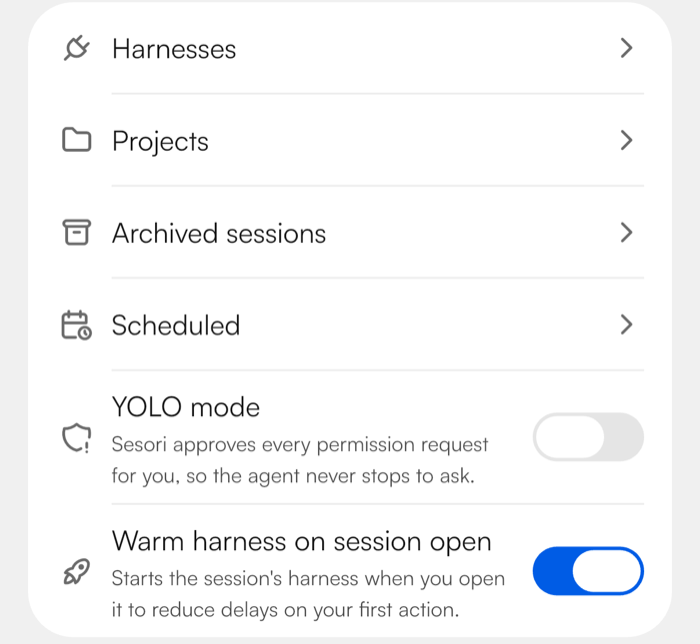 Harnesses
Projects
Archived sessions
Scheduled
YOLO mode
Sesori approves every permission request
for you, so the agent never stops to ask.
Warm harness on session open
Starts the session's harness when you open
it to reduce delays on your first action.